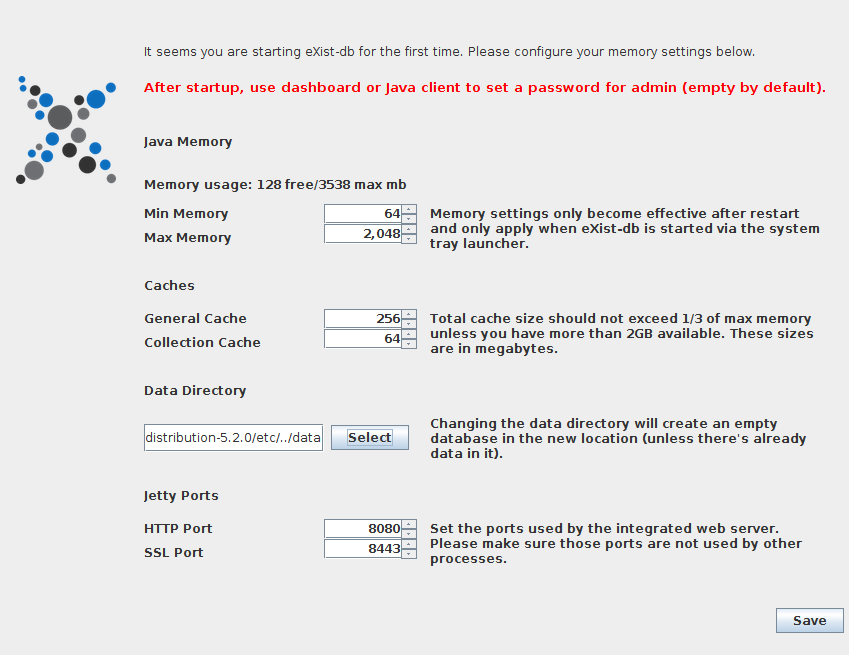 It seems you are starting eXist-db for the first time. Please configure your memory settings below.
After startup, use dashboard or Java client to set a password for admin (empty by default).
Java Memory
Memory usage: 128 free/3538 max mb
Min Memory 64
Max Memory 2,048
Memory settings only become effective after restart
and only apply when eXist-db is started via the system
tray launcher.
Caches
General Cache 256
Collection Cache 64
Total cache size should not exceed 1/3 of max memory
unless you have more than 2GB available. These sizes
are in megabytes.
Data Directory
distribution-5.2.0/etc/../data Select
Changing the data directory will create an empty
database in the new location (unless there's already
data in it).
Jetty Ports
HTTP Port 8080
SSL Port 8443
Set the ports used by the integrated web server.
Please make sure those ports are not used by other
processes.
Save